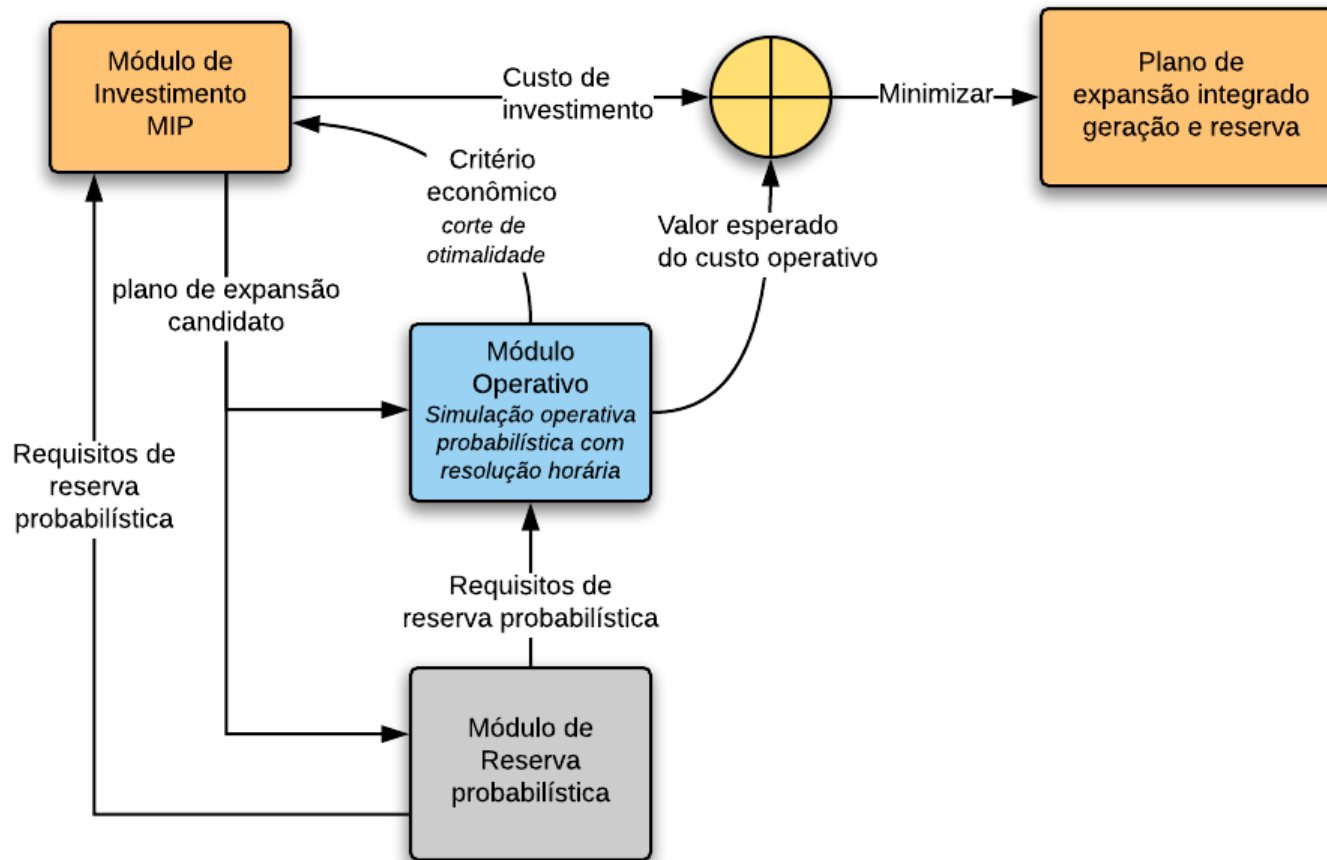 Módulo de
Investimento
MIP
Custo de
investimento
Minimizar
Plano de
expansão integrado
geração e reserva
Critério
econômico
corte de
otimalidade
Valor esperado
do custo operativo
plano de expansão
candidato
Módulo
Operativo
Simulação operativa
probabilística com
resolução horária
Requisitos de
reserva
probabilística
Requisitos de
reserva probabilística
Módulo de
Reserva
probabilística